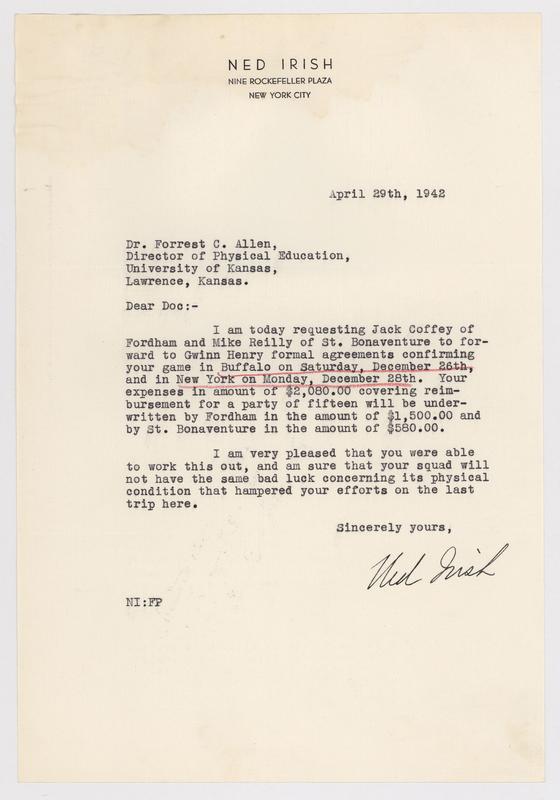 NED IRISH
NINE ROCKEFELLER PLAZA
NEW YORK CITY
April 29th, 1942
Dr. Forrest C. Allen,
Director of Physical Education,
University of Kansas,
Lawrence, Kansas.
Dear Doc:-
I am today requesting Jack Coffey of
Fordham and Mike Reilly of St. Bonaventure to for-
ward to Gwinn Henry formal agreements confirming
your game in Buffalo on Saturday, December 26th,
and in New York on Monday, December 28th. Your
expenses in amount of $2,080.00 covering reim-
bursement for a party of fifteen will be under-
written by Fordham in the amount of $1,500.00 and
by St. Bonaventure in the amount of $580.00.
I am very pleased that you were able
to work this out, and am sure that your squad will
not have the same bad luck concerning its physical
condition that hampered your efforts on the last
trip here.
Sincerely yours,
Ned Irish
NI:FP